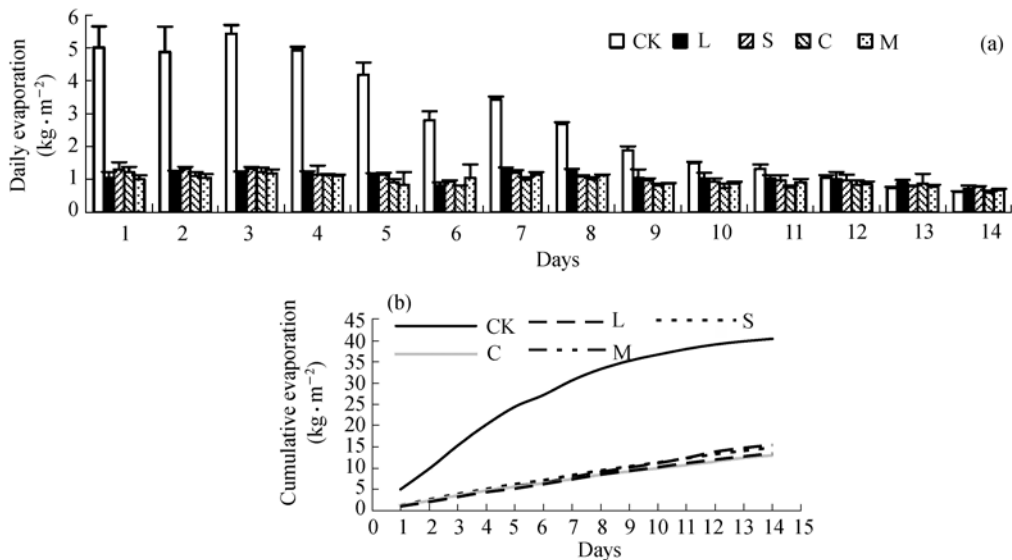 6
5
4
3
2
1
0
Daily evaporation
(kg·m⁻²)
CK L S C M
(a)
1 2 3 4 5 6 7 8 9 10 11 12 13 14
Days
(b)
45
40
35
30
25
20
15
10
5
0
Cumulative evaporation
(kg·m⁻²)
CK L S
C M
0 1 2 3 4 5 6 7 8 9 10 11 12 13 14 15
Days